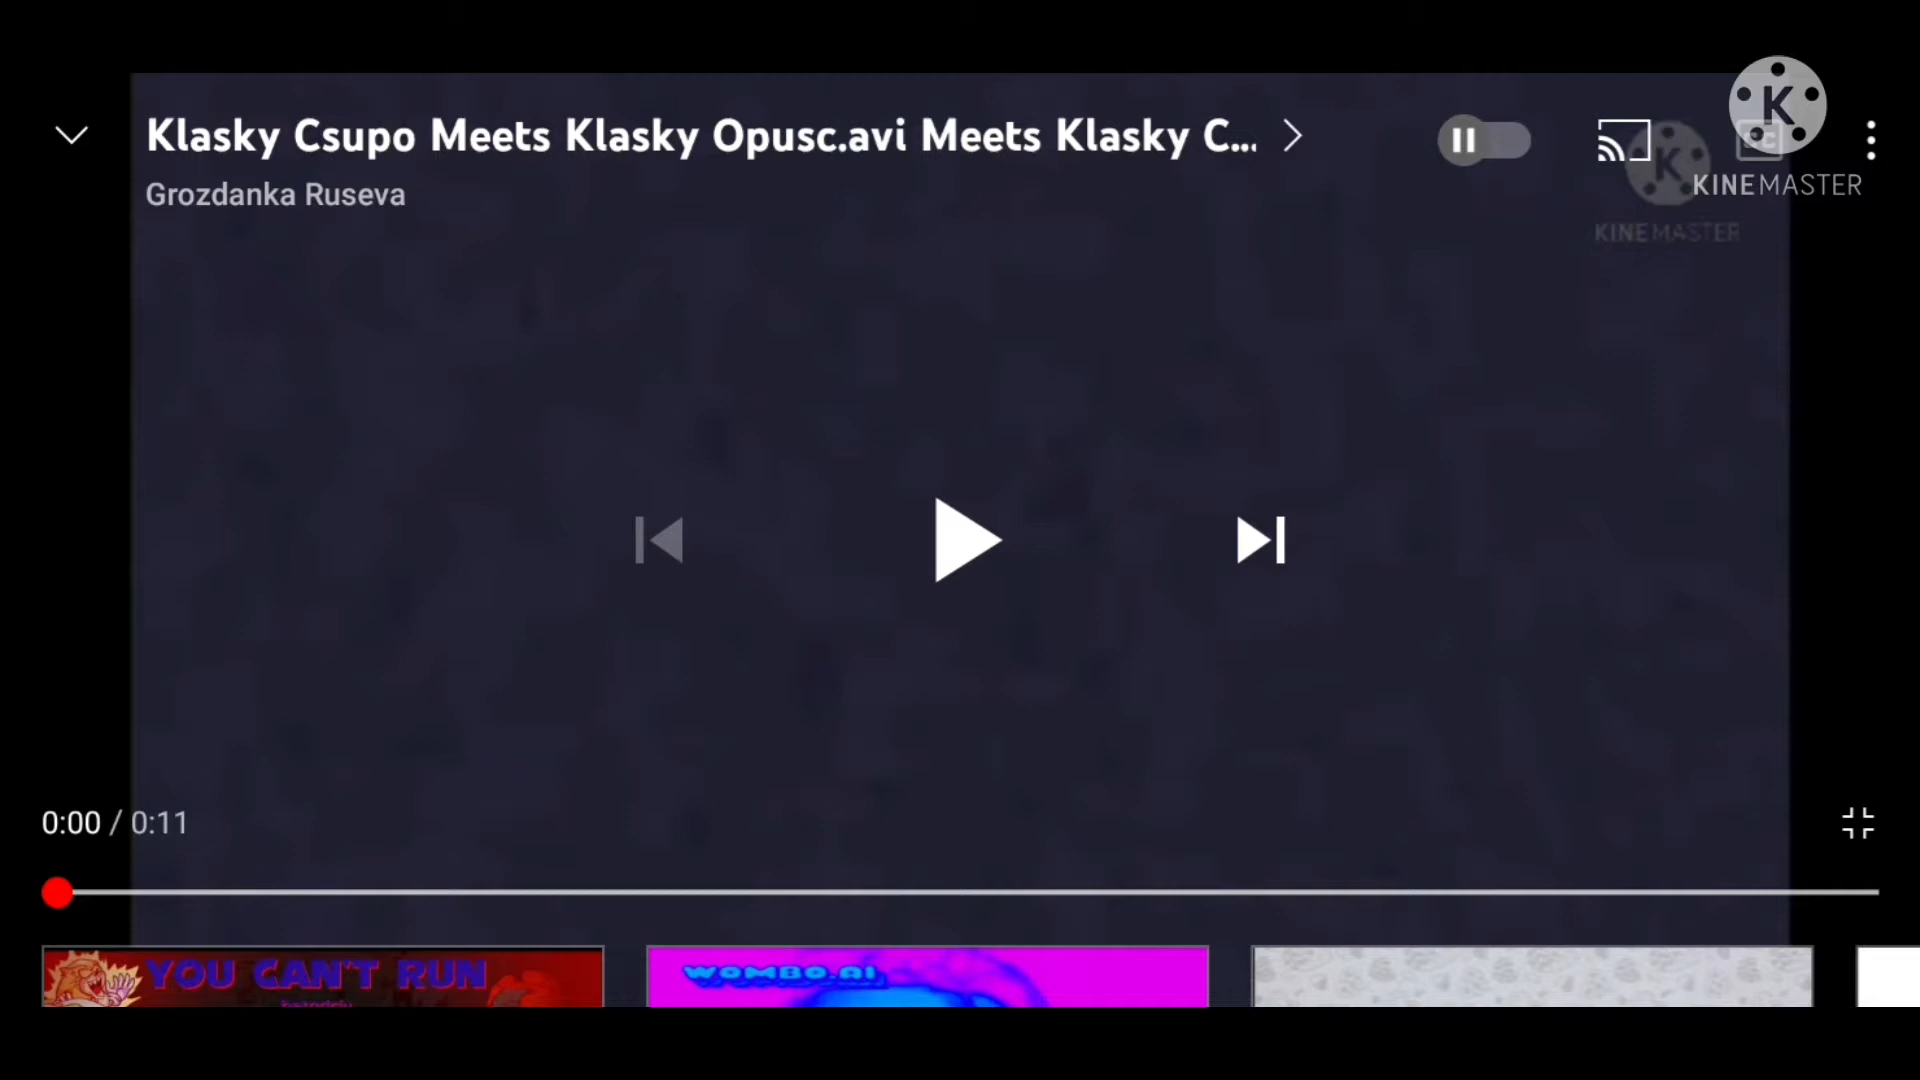 Klasky Csupo Meets Klasky Opusc.avi Meets Klasky C...
Grozdanka Ruseva
K
CC
KINEMASTER
K
KINEMASTER
0:00 / 0:11
YOU CAN'T RUN
WOMBO.AI